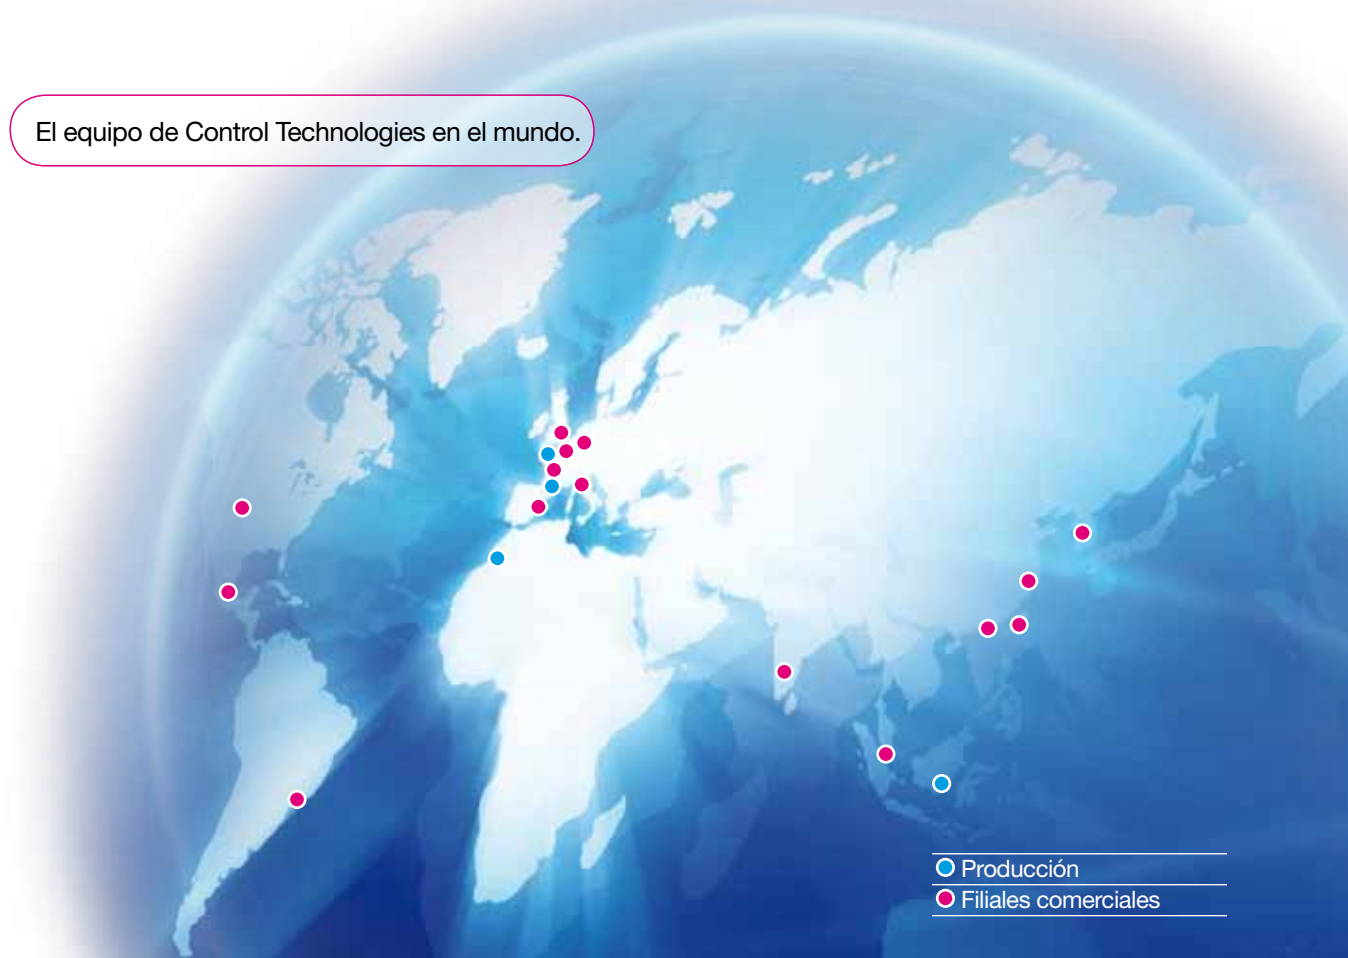 El equipo de Control Technologies en el mundo.
Producción
Filiales comerciales